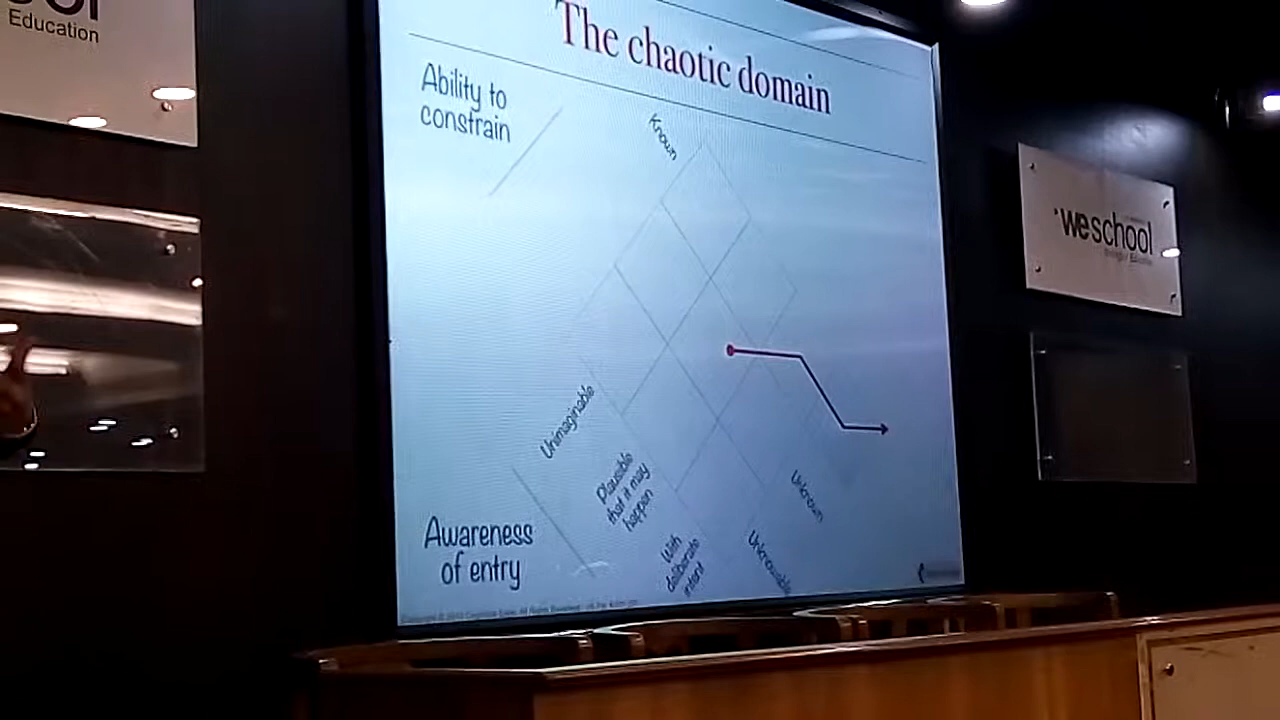 Education
The chaotic domain
Ability to
constrain
Known
Unimaginable
Plausible
that it may
happen
With
deliberate
intent
Unknown
Unknowable
Awareness
of entry
weschool